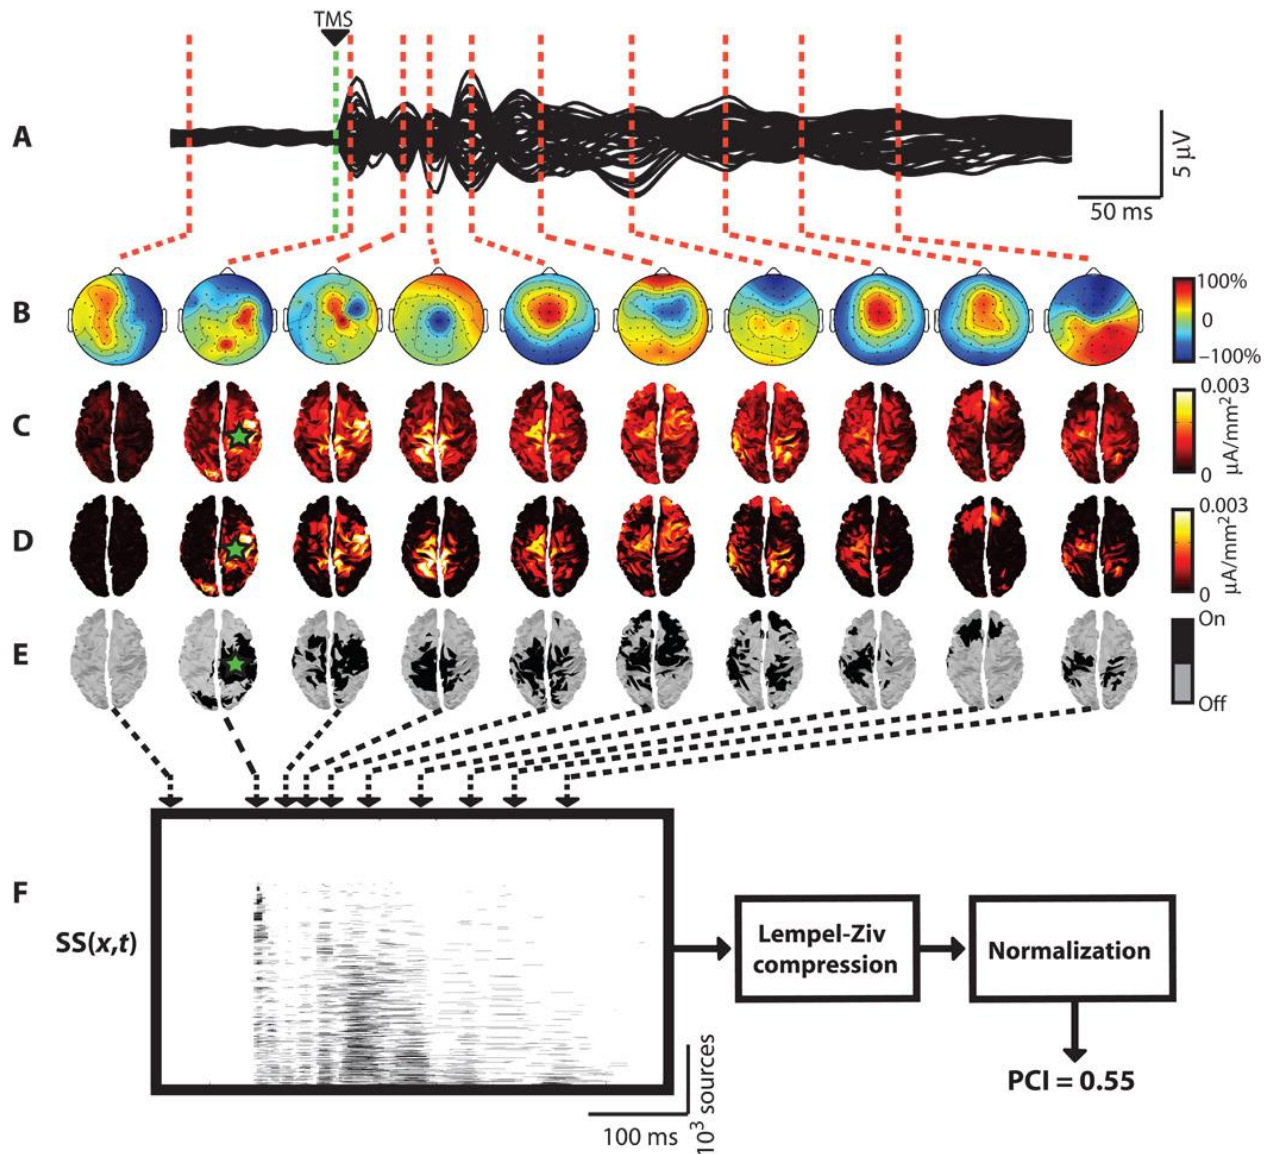 TMS
A
5 µV
50 ms
B
100%
0
−100%
C
0.003
0
µA/mm²
D
0.003
0
µA/mm²
E
On
Off
F
SS(x,t)
Lempel-Ziv
compression
Normalization
PCI = 0.55
10³ sources
100 ms